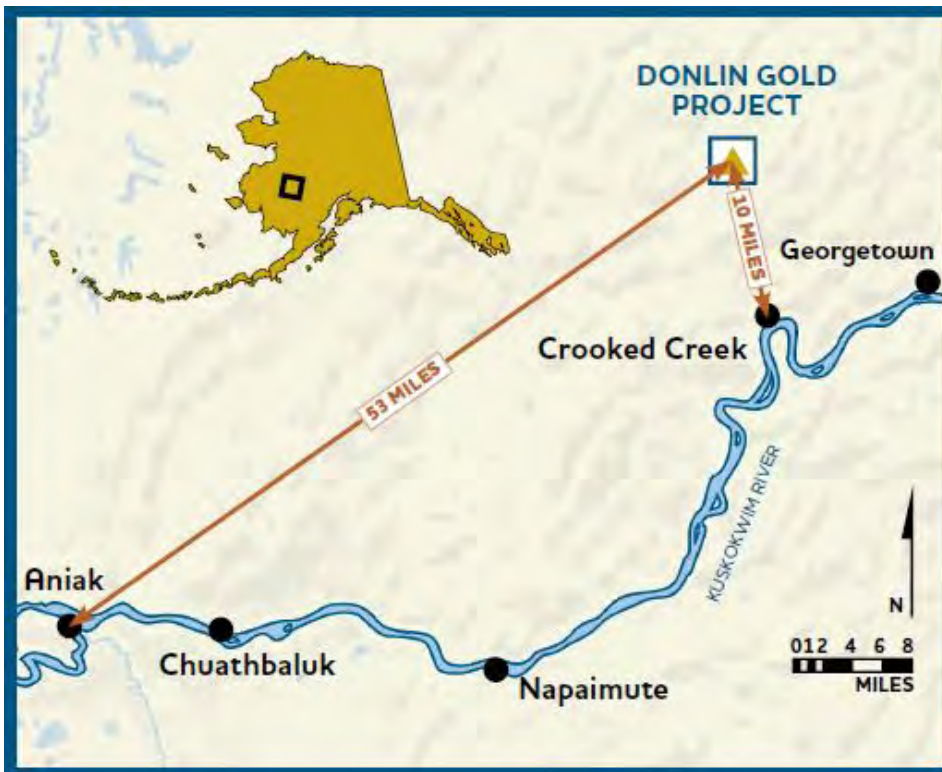 DONLIN GOLD
PROJECT
10 MILES
Georgetown
Crooked Creek
53 MILES
KUSKOKWIM RIVER
Aniak
Chuathbaluk
Napaimute
N
0 1 2 4 6 8
MILES